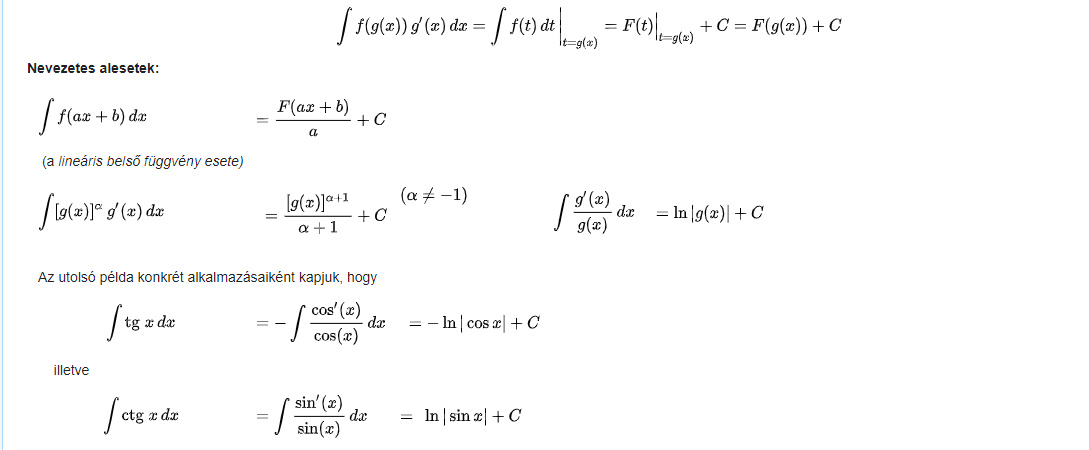 ∫ f(g(x)) g′(x) dx = ∫ f(t) dt|ₜ₌g(x) = F(t)|ₜ₌g(x) + C = F(g(x)) + C
Nevezetes alesetek:
∫ f(ax + b) dx = F(ax + b)/a + C
(a lineáris belső függvény esete)
∫ [g(x)]^α g′(x) dx = [g(x)]^(α+1)/(α + 1) + C (α ≠ −1) ∫ g′(x)/g(x) dx = ln |g(x)| + C
Az utolsó példa konkrét alkalmazásaiként kapjuk, hogy
∫ tg x dx = − ∫ cos′(x)/cos(x) dx = − ln | cos x| + C
illetve
∫ ctg x dx = ∫ sin′(x)/sin(x) dx = ln | sin x| + C